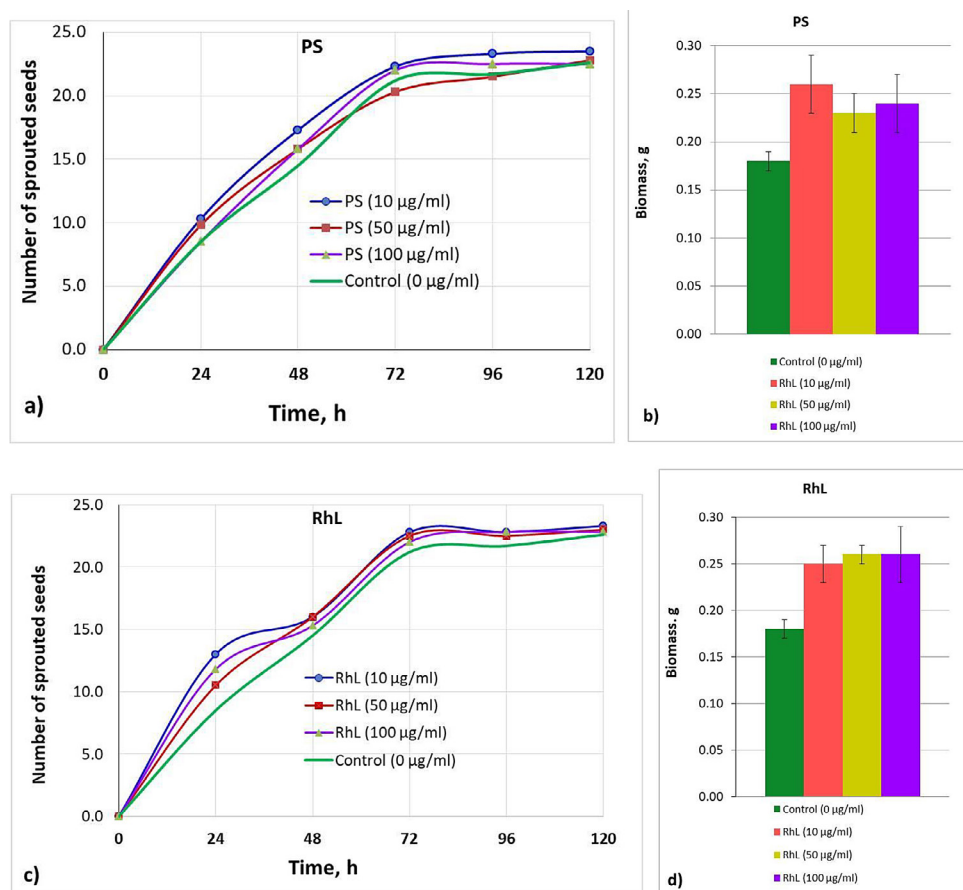 PS
25.0
20.0
15.0
10.0
5.0
0.0
Number of sprouted seeds
PS (10 µg/ml)
PS (50 µg/ml)
PS (100 µg/ml)
Control (0 µg/ml)
0 24 48 72 96 120
Time, h
a)
PS
0.30
0.25
0.20
0.15
0.10
0.05
0.00
Biomass, g
Control (0 µg/ml)
RhL (10 µg/ml)
RhL (50 µg/ml)
RhL (100 µg/ml)
b)
RhL
25.0
20.0
15.0
10.0
5.0
0.0
Number of sprouted seeds
RhL (10 µg/ml)
RhL (50 µg/ml)
RhL (100 µg/ml)
Control (0 µg/ml)
0 24 48 72 96 120
Time, h
c)
RhL
0.30
0.25
0.20
0.15
0.10
0.05
0.00
Biomass. g
Control (0 µg/ml)
RhL (10 µg/ml)
RhL (50 µg/ml)
RhL (100 µg/ml)
d)